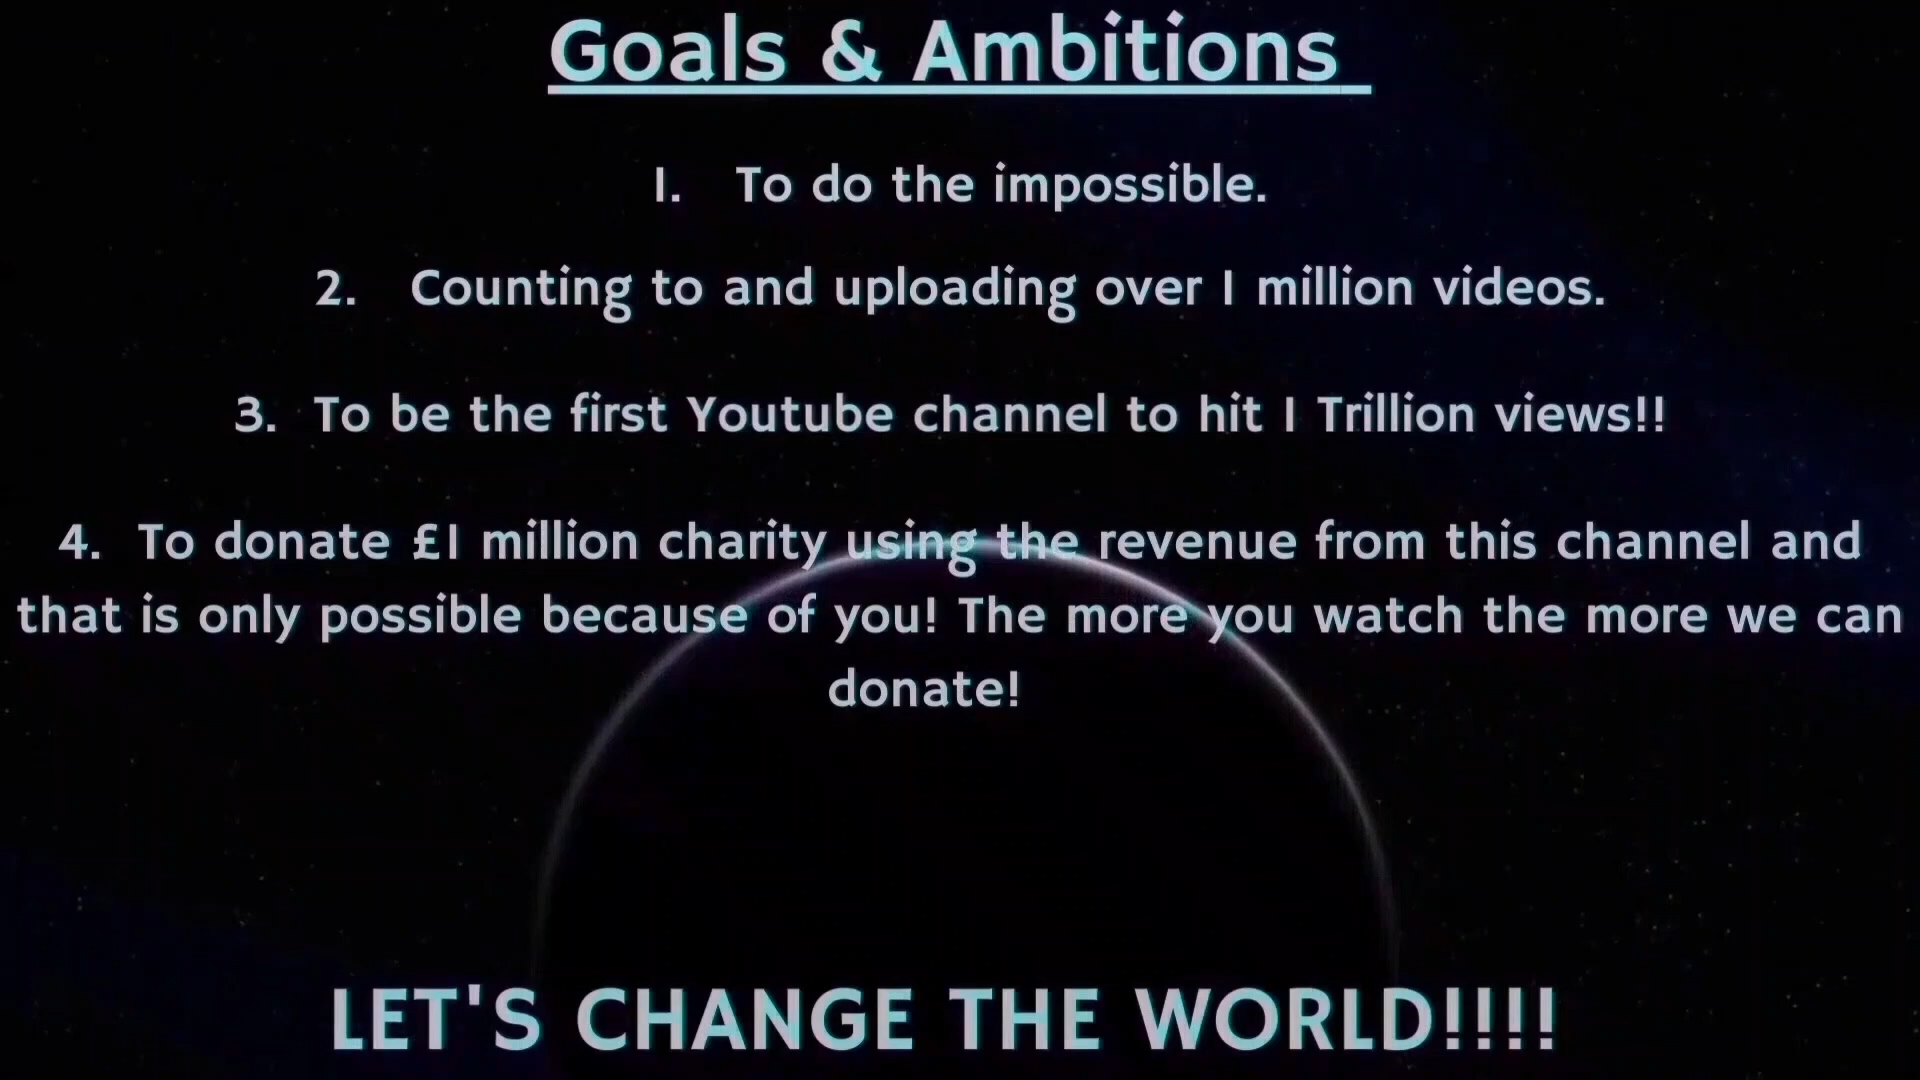 Goals & Ambitions
1. To do the impossible.
2. Counting to and uploading over 1 million videos.
3. To be the first Youtube channel to hit 1 Trillion views!!
4. To donate £1 million charity using the revenue from this channel and
that is only possible because of you! The more you watch the more we can
donate!
LET'S CHANGE THE WORLD!!!!